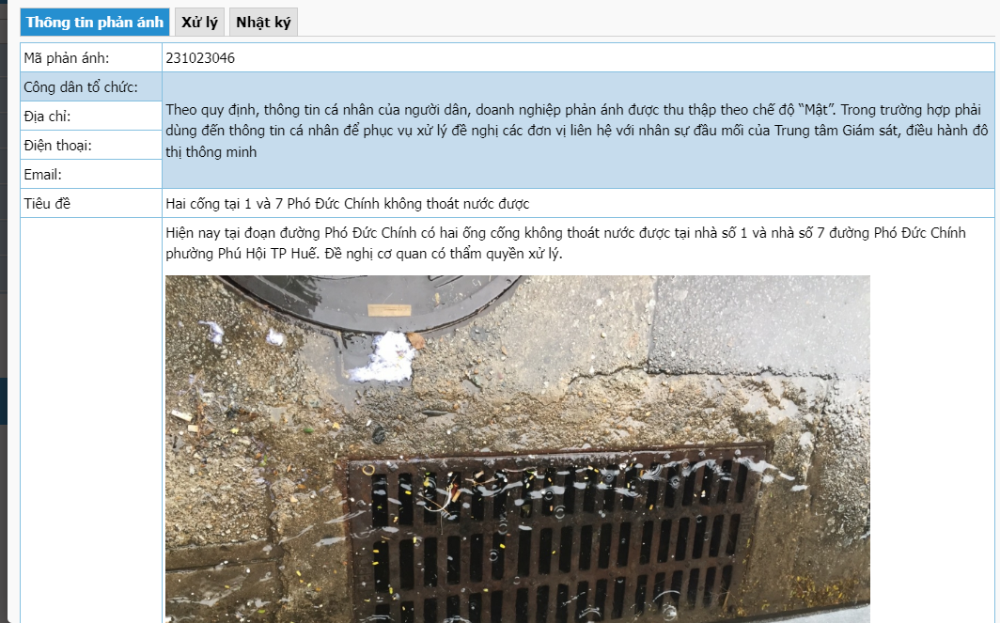 Thông tin phản ánh Xử lý Nhật ký
Mã phản ánh: 231023046
Công dân tổ chức:
Địa chỉ:
Điện thoại:
Email:
Theo quy định, thông tin cá nhân của người dân, doanh nghiệp phản ánh được thu thập theo chế độ “Mật”. Trong trường hợp phải
dùng đến thông tin cá nhân để phục vụ xử lý đề nghị các đơn vị liên hệ với nhân sự đầu mối của Trung tâm Giám sát, điều hành đô
thị thông minh
Tiêu đề Hai cống tại 1 và 7 Phó Đức Chính không thoát nước được
Hiện nay tại đoạn đường Phó Đức Chính có hai ống cống không thoát nước được tại nhà số 1 và nhà số 7 đường Phó Đức Chính
phường Phú Hội TP Huế. Đề nghị cơ quan có thẩm quyền xử lý.